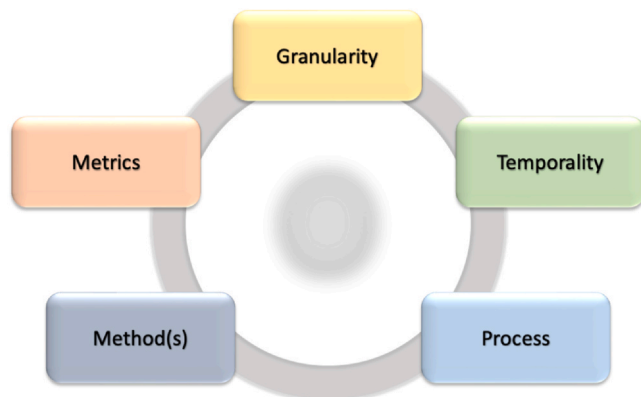 Granularity
Metrics
Temporality
Method(s)
Process